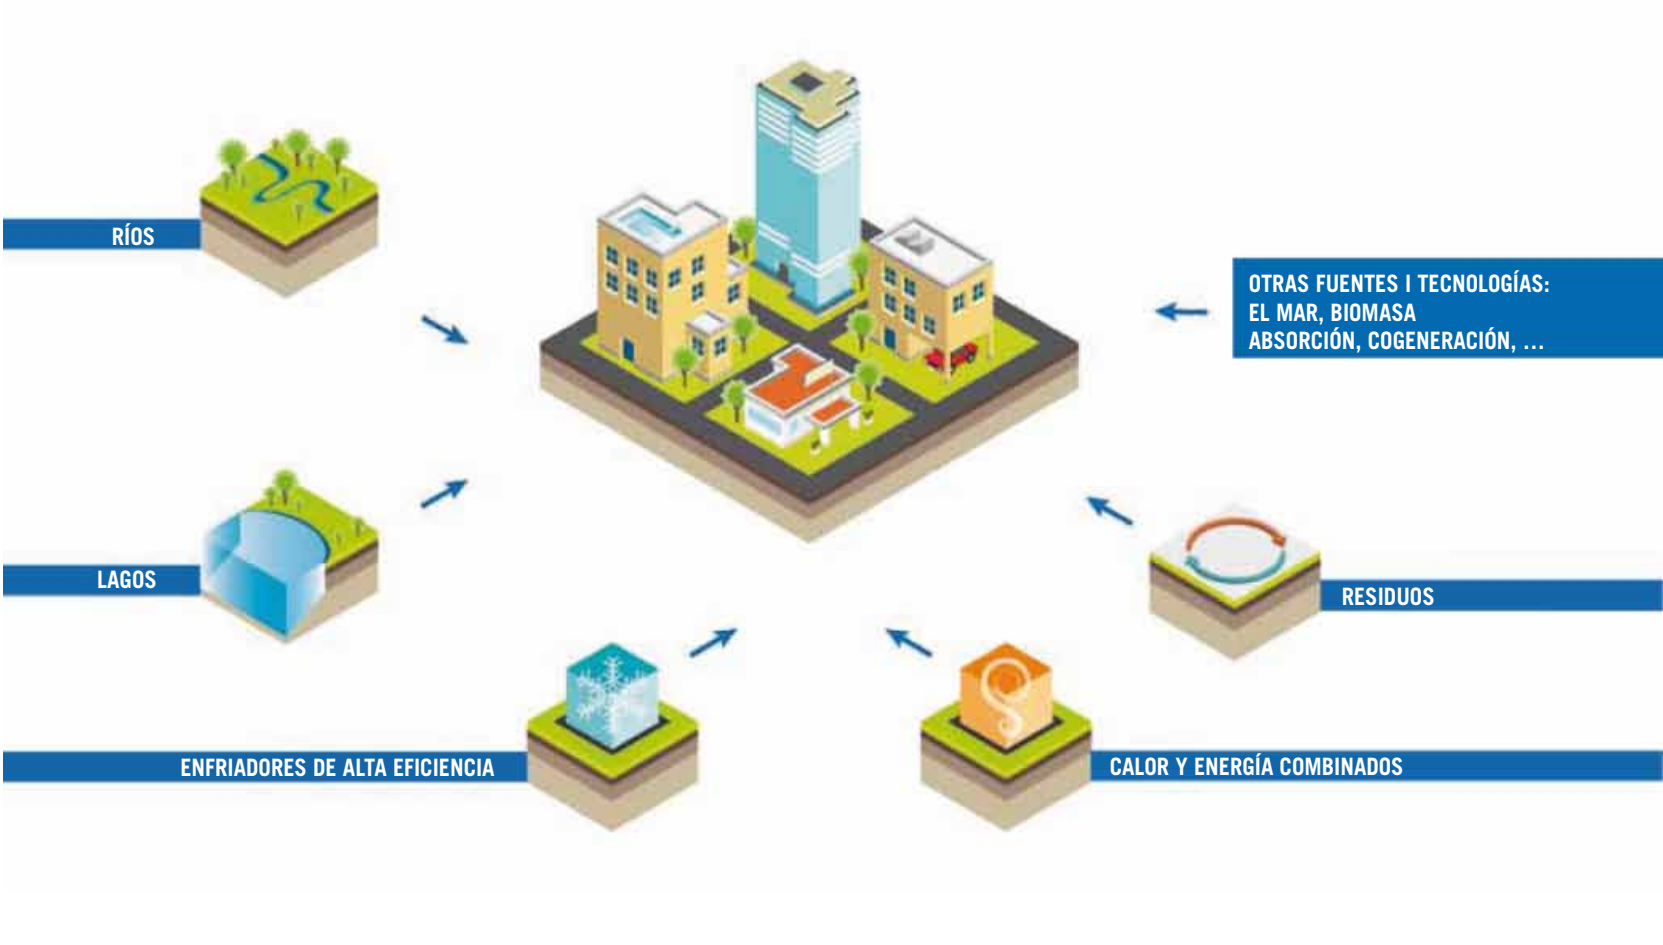 RÍOS
OTRAS FUENTES I TECNOLOGÍAS:
EL MAR, BIOMASA
ABSORCIÓN, COGENERACIÓN, ...
LAGOS
RESIDUOS
ENFRIADORES DE ALTA EFICIENCIA
CALOR Y ENERGÍA COMBINADOS